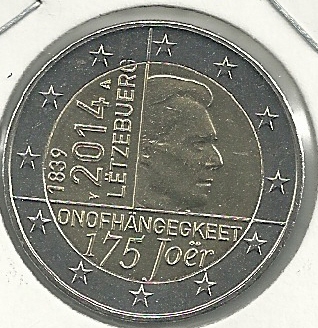 1839
2014
LËTZEBUERG
ONOFHÄNGEGKEET
175 Joër